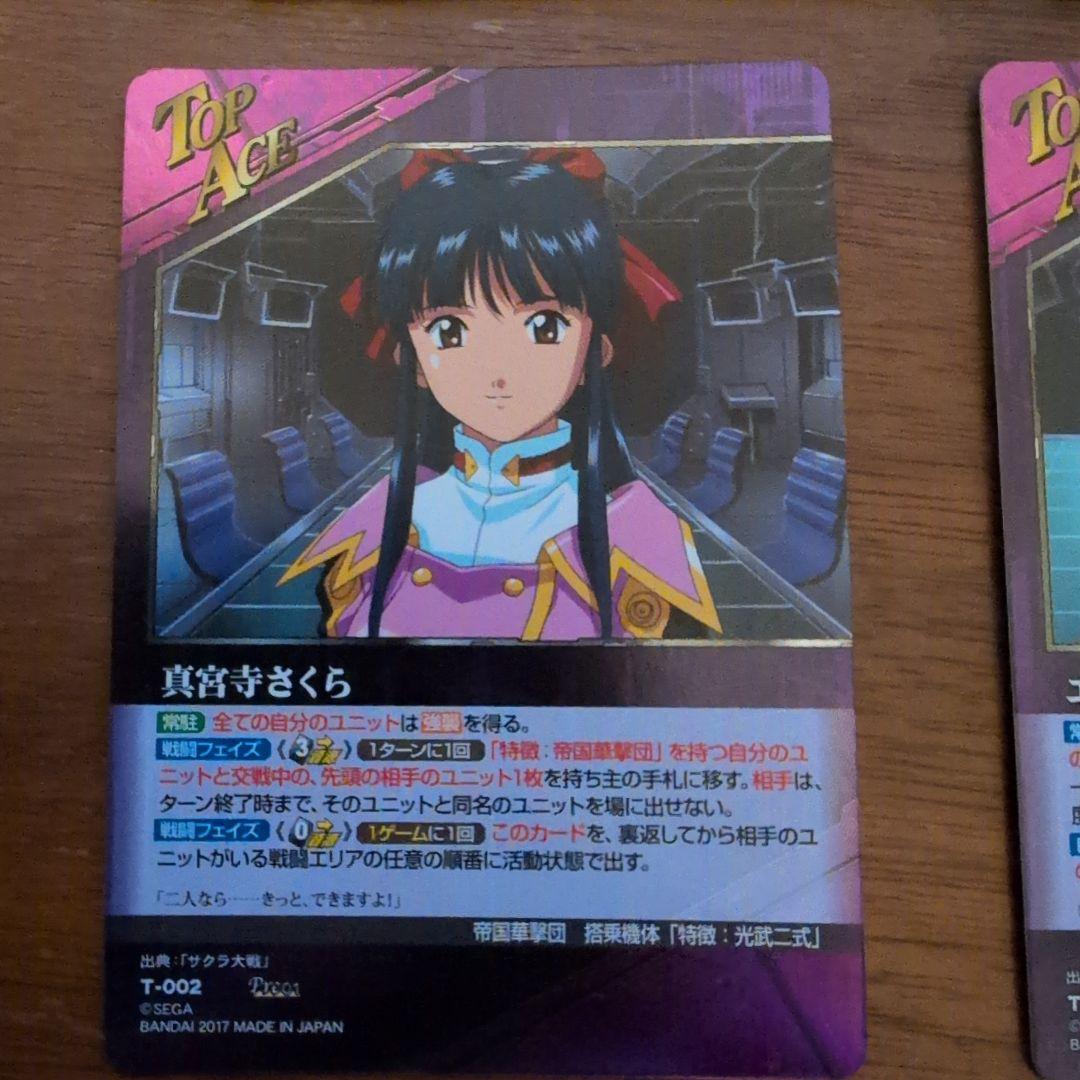 TOP
ACE
真宮寺さくら
常駐 全ての自分のユニットは強襲を得る。
戦闘フェイズ 《3》 1ターンに1回 「特徴：帝国華撃団」を持つ自分のユ
ニットと交戦中の、先頭の相手のユニット1枚を持ち主の手札に移す。相手は、
ターン終了時まで、そのユニットと同名のユニットを場に出せない。
戦闘フェイズ 《0》 1ゲームに1回 このカードを、裏返してから相手のユ
ニットがいる戦闘エリアの任意の順番に活動状態で出す。
「二人なら……きっと、できますよ！」
帝国華撃団 搭乗機体「特徴：光武二式」
出典：「サクラ大戦」
T-002
©SEGA
BANDAI 2017 MADE IN JAPAN
TO